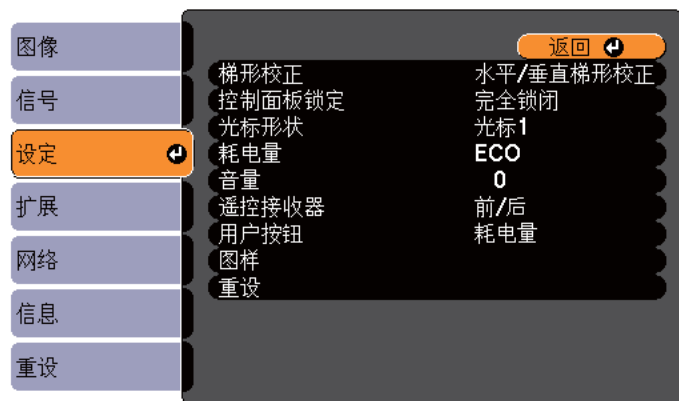 图像
信号
设定
扩展
网络
信息
重设
返回
梯形校正 水平/垂直梯形校正
控制面板锁定 完全锁闭
光标形状 光标1
耗电量 ECO
音量 0
遥控接收器 前/后
用户按钮 耗电量
图样
重设